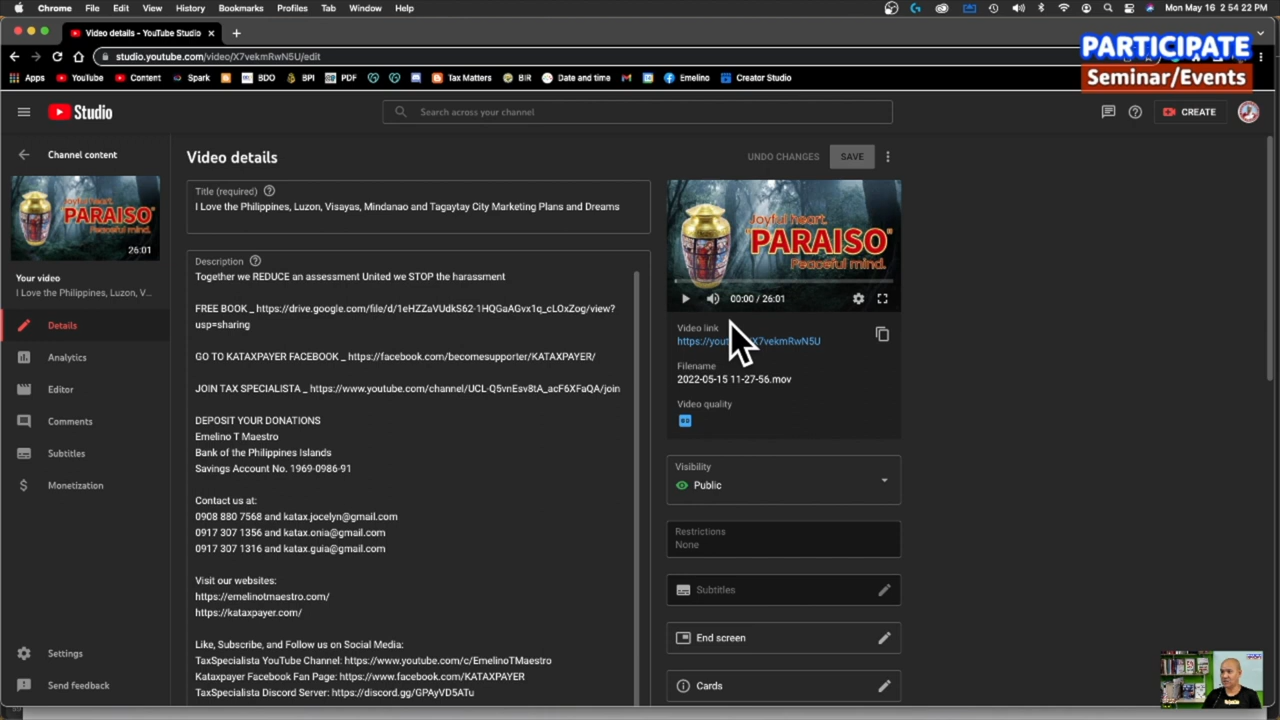 Chrome File Edit View History Bookmarks Profiles Tab Window Help Mon May 16 2:54:22 PM
Video details - YouTube Studio
studio.youtube.com/video/X7vekmRwN5U/edit
PARTICIPATE
Seminar/Events
Apps YouTube Content Spark BDO BPI PDF Tax Matters BIR Date and time Emelino Creator Studio
Studio
Search across your channel
CREATE
Channel content
Joyful heart.
PARAISO
Peaceful mind.
26:01
Your video
I Love the Philippines, Luzon, V...
Details
Analytics
Editor
Comments
Subtitles
Monetization
Settings
Send feedback
Video details
UNDO CHANGES
SAVE
Title (required)
I Love the Philippines, Luzon, Visayas, Mindanao and Tagaytay City Marketing Plans and Dreams
Description
Together we REDUCE an assessment United we STOP the harassment
FREE BOOK _ https://drive.google.com/file/d/1eHZZaVUdkS62-1HQGaAGvx1q_cLOxZog/view?
usp=sharing
GO TO KATAXPAYER FACEBOOK _ https://facebook.com/becomesupporter/KATAXPAYER/
JOIN TAX SPECIALISTA _ https://www.youtube.com/channel/UCL-Q5vnEsv8tA_acF6XFaQA/join
DEPOSIT YOUR DONATIONS
Emelino T Maestro
Bank of the Philippines Islands
Savings Account No. 1969-0986-91
Contact us at:
0908 880 7568 and katax.jocelyn@gmail.com
0917 307 1356 and katax.onia@gmail.com
0917 307 1316 and katax.guia@gmail.com
Visit our websites:
https://emelinotmaestro.com/
https://kataxpayer.com/
Like, Subscribe, and Follow us on Social Media:
TaxSpecialista YouTube Channel: https://www.youtube.com/c/EmelinoTMaestro
Kataxpayer Facebook Fan Page: https://www.facebook.com/KATAXPAYER
TaxSpecialista Discord Server: https://discord.gg/GPAyVD5ATu
Joyful heart.
"PARAISO"
Peaceful mind.
00:00 / 26:01
Video link
https://yout X7vekmRwN5U
Filename
2022-05-15 11-27-56.mov
Video quality
Visibility
Public
Restrictions
None
Subtitles
End screen
Cards